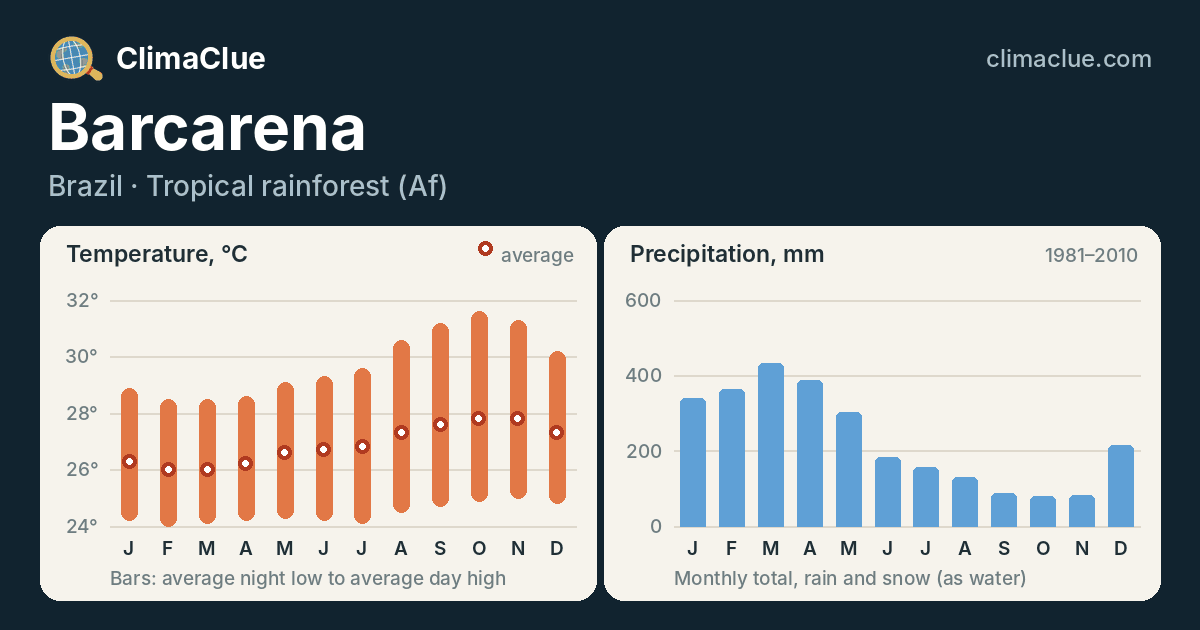 ClimaClue
climaclue.com
Barcarena
Brazil · Tropical rainforest (Af)
Temperature, °C
average
32°
30°
28°
26°
24°
J F M A M J J A S O N D
Bars: average night low to average day high
Precipitation, mm
1981–2010
600
400
200
0
J F M A M J J A S O N D
Monthly total, rain and snow (as water)